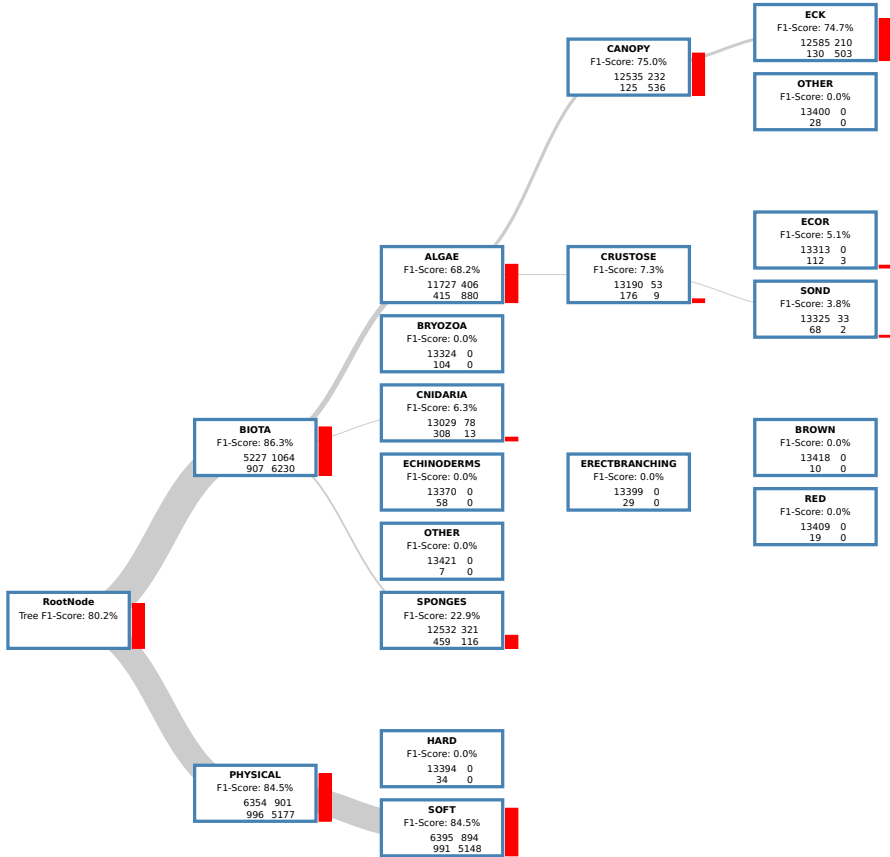 ECK
F1-Score: 74.7%
12585 210
130 503
CANOPY
F1-Score: 75.0%
12535 232
125 536
OTHER
F1-Score: 0.0%
13400 0
28 0
ECOR
F1-Score: 5.1%
13313 0
112 3
ALGAE
F1-Score: 68.2%
11727 406
415 880
CRUSTOSE
F1-Score: 7.3%
13190 53
176 9
SOND
F1-Score: 3.8%
13325 33
68 2
BRYOZOA
F1-Score: 0.0%
13324 0
104 0
CNIDARIA
F1-Score: 6.3%
13029 78
308 13
BIOTA
F1-Score: 86.3%
5227 1064
907 6230
BROWN
F1-Score: 0.0%
13418 0
10 0
ECHINODERMS
F1-Score: 0.0%
13370 0
58 0
ERECTBRANCHING
F1-Score: 0.0%
13399 0
29 0
RED
F1-Score: 0.0%
13409 0
19 0
OTHER
F1-Score: 0.0%
13421 0
7 0
RootNode
Tree F1-Score: 80.2%
SPONGES
F1-Score: 22.9%
12532 321
459 116
HARD
F1-Score: 0.0%
13394 0
34 0
PHYSICAL
F1-Score: 84.5%
6354 901
996 5177
SOFT
F1-Score: 84.5%
6395 894
991 5148